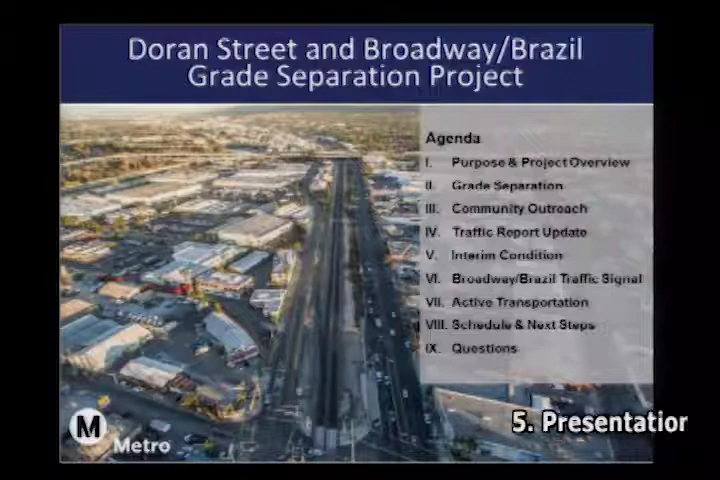 Doran Street and Broadway/Brazil
Grade Separation Project
Agenda
I. Purpose & Project Overview
II. Grade Separation
III. Community Outreach
IV. Traffic Report Update
V. Interim Condition
VI. Broadway/Brazil Traffic Signal
VII. Active Transportation
VIII. Schedule & Next Steps
IX. Questions
5. Presentatior
M Metro